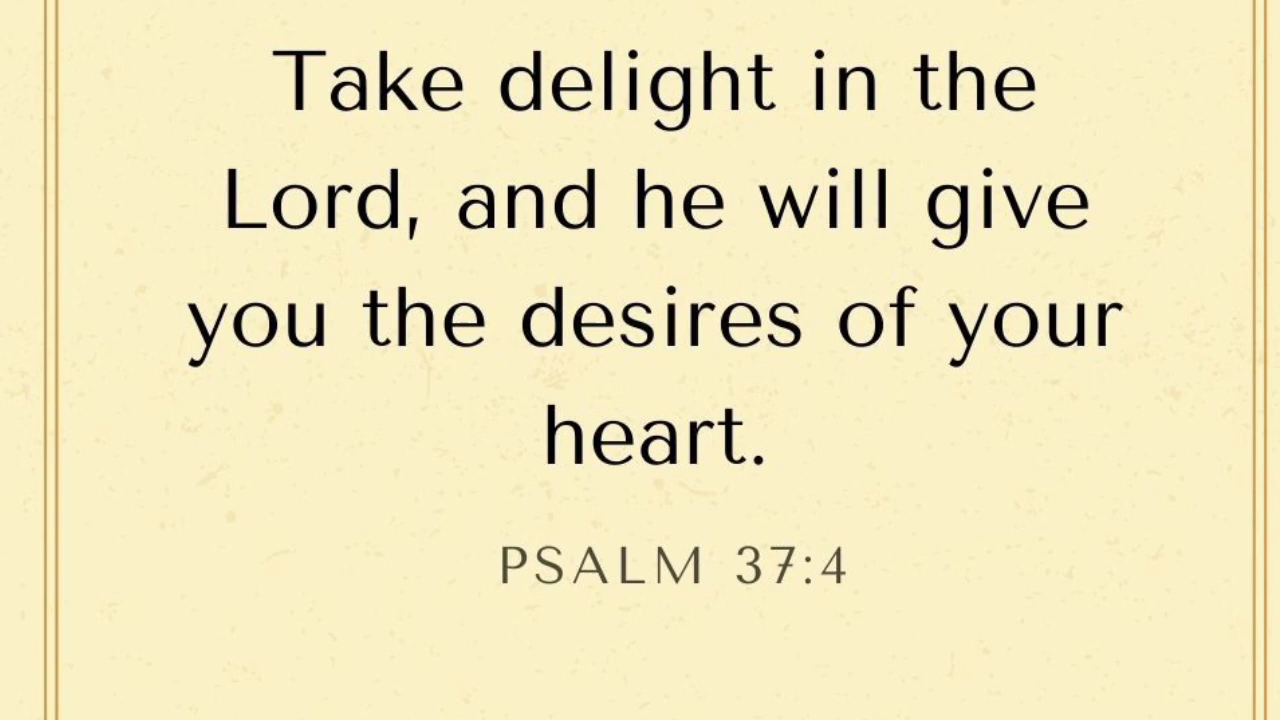 Take delight in the
Lord, and he will give
you the desires of your
heart.
PSALM 37:4